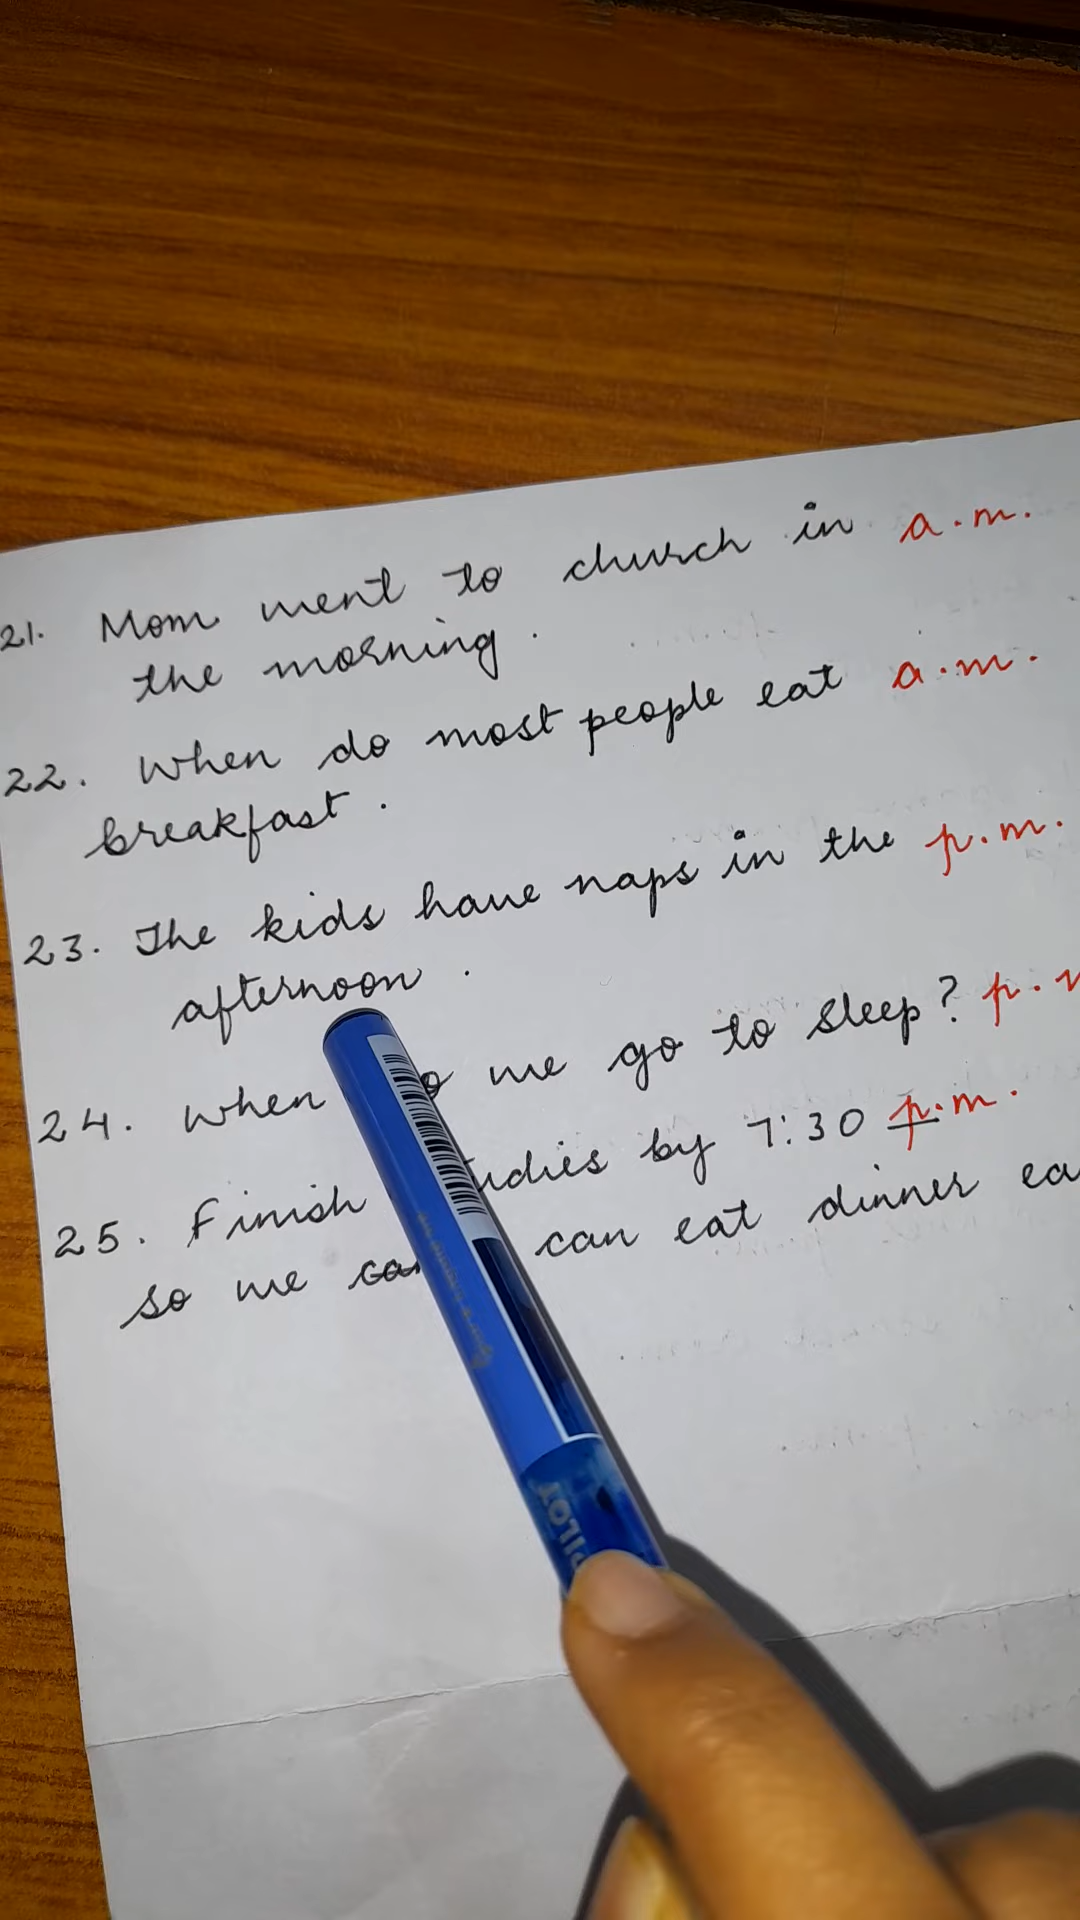 21. Mom went to church in a.m.
the morning.
22. When do most people eat a.m.
breakfast.
23. The kids have naps in the p.m.
afternoon.
24. When we go to sleep? p.
25. Finish by 7:30 p.m.
so we can eat dinner
PILOT